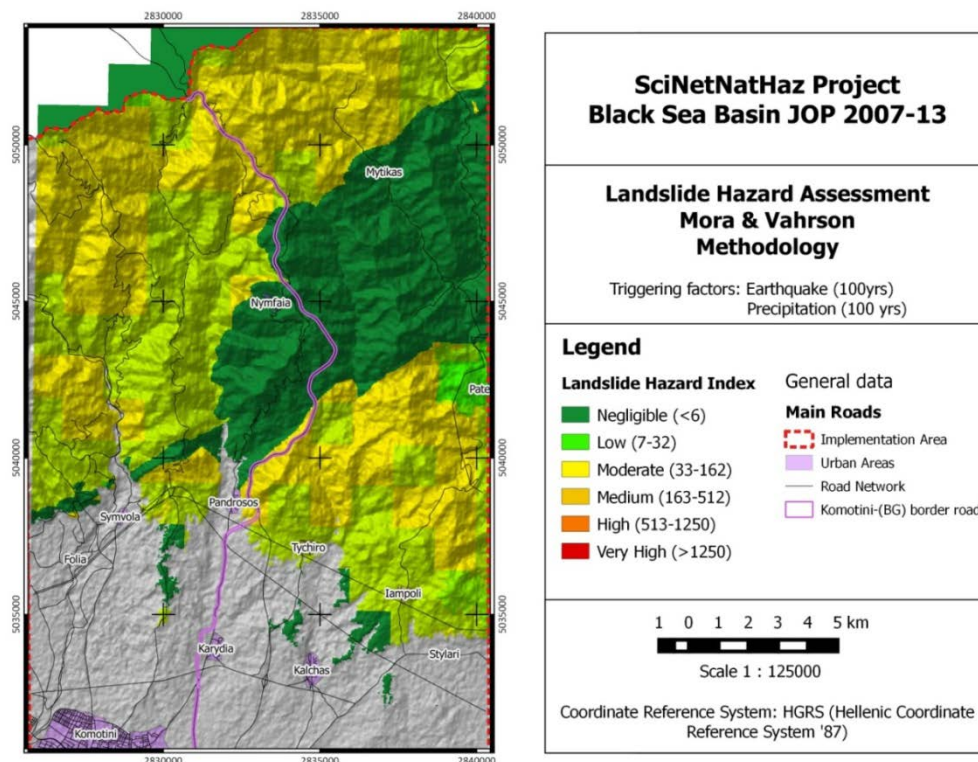 2830000 2835000 2840000
5050000 5050000
Mytikas
5045000 5045000
Nymfaia
Pate
5040000 5040000
Pandrosos
Symvola
Tychiro
Folia
Iampoli
5035000 5035000
Karydia
Stylari
Kalchas
Komotini
2830000 2835000 2840000
SciNetNatHaz Project
Black Sea Basin JOP 2007-13
Landslide Hazard Assessment
Mora & Vahrson
Methodology
Triggering factors: Earthquake (100yrs)
Precipitation (100 yrs)
Legend
Landslide Hazard Index
Negligible (<6)
Low (7-32)
Moderate (33-162)
Medium (163-512)
High (513-1250)
Very High (>1250)
General data
Main Roads
Implementation Area
Urban Areas
Road Network
Komotini-(BG) border road
1 0 1 2 3 4 5 km
Scale 1 : 125000
Coordinate Reference System: HGRS (Hellenic Coordinate
Reference System '87)